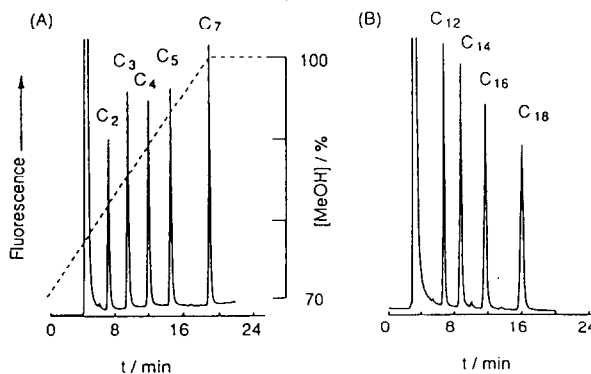 (A)
C2
C3
C4
C5
C7
Fluorescence
100
[MeOH] / %
70
0 8 16 24
t / min
(B)
C12
C14
C16
C18
0 8 16 24
t / min